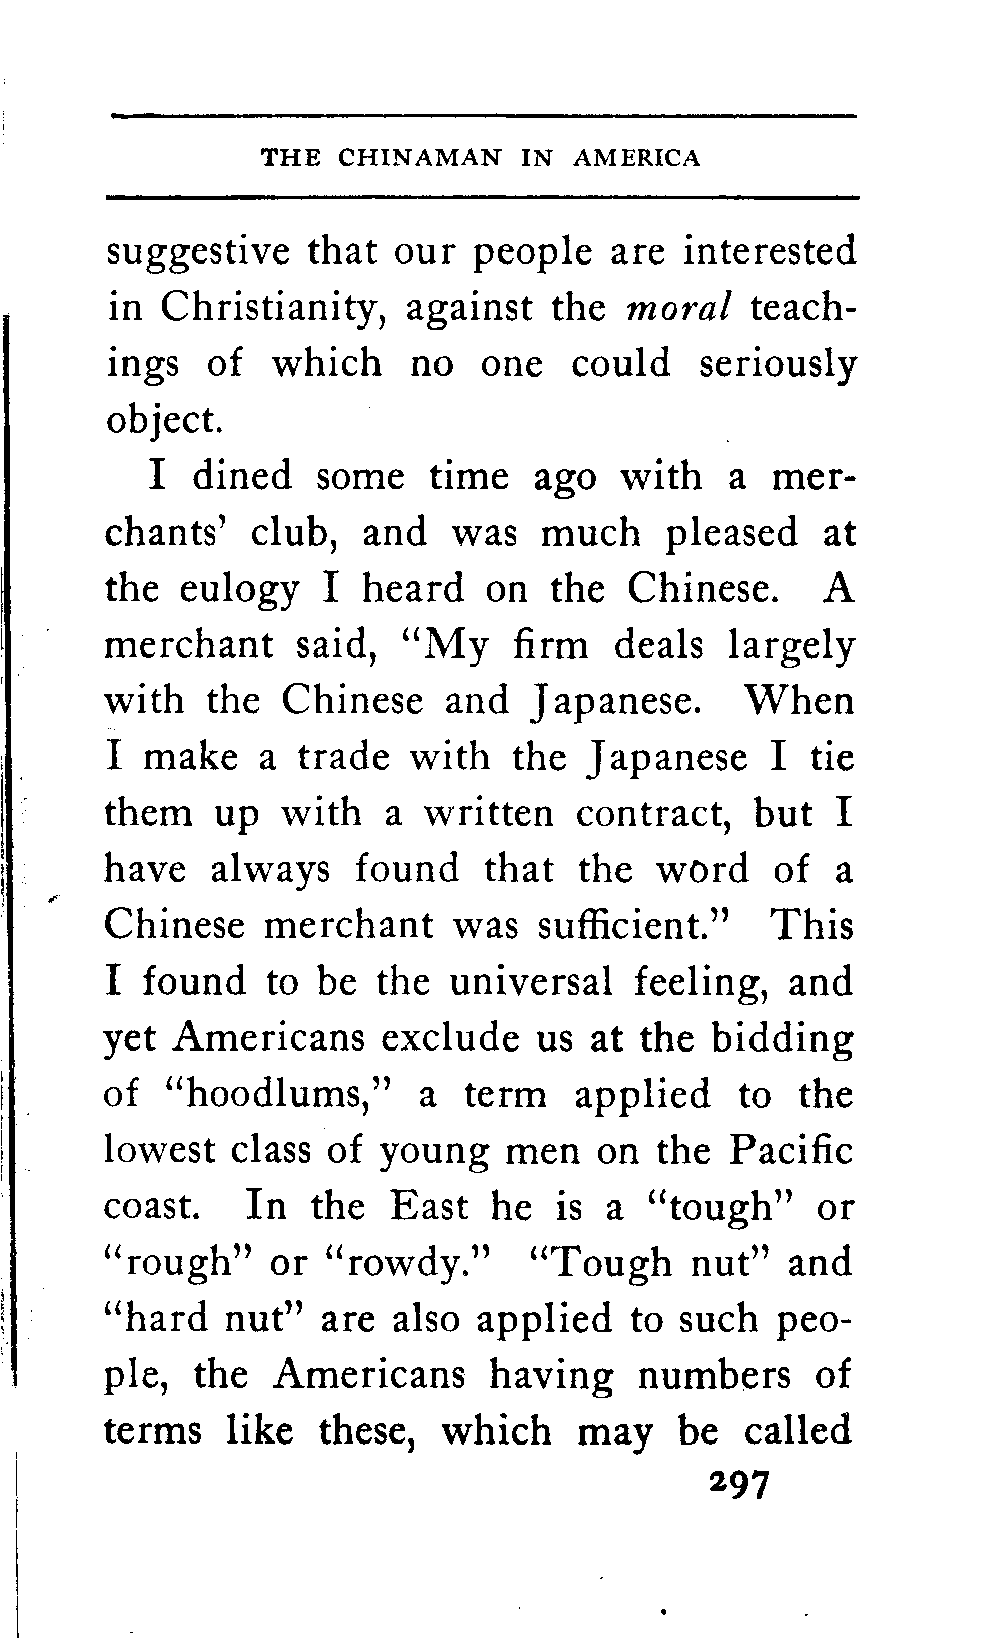 THE CHINAMAN IN AMERICA
suggestive that our people are interested
in Christianity, against the moral teach-
ings of which no one could seriously
object.
I dined some time ago with a mer-
chants' club, and was much pleased at
the eulogy I heard on the Chinese. A
merchant said, "My firm deals largely
with the Chinese and Japanese. When
I make a trade with the Japanese I tie
them up with a written contract, but I
have always found that the word of a
Chinese merchant was sufficient." This
I found to be the universal feeling, and
yet Americans exclude us at the bidding
of "hoodlums," a term applied to the
lowest class of young men on the Pacific
coast. In the East he is a "tough" or
"rough" or "rowdy." "Tough nut" and
"hard nut" are also applied to such peo-
ple, the Americans having numbers of
terms like these, which may be called
297